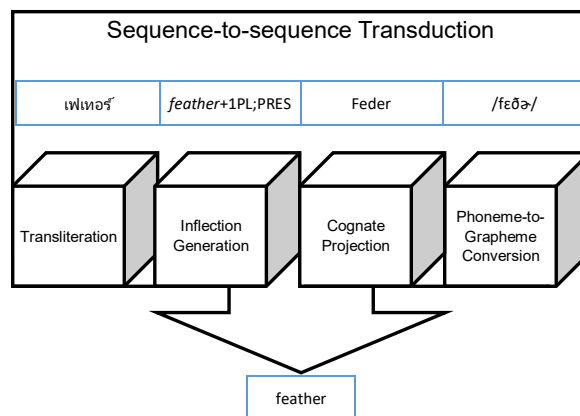 Sequence-to-sequence Transduction
เฟเทอร์
feather+1PL;PRES
Feder
/fɛðɚ/
Transliteration
Inflection
Generation
Cognate
Projection
Phoneme-to-
Grapheme
Conversion
feather